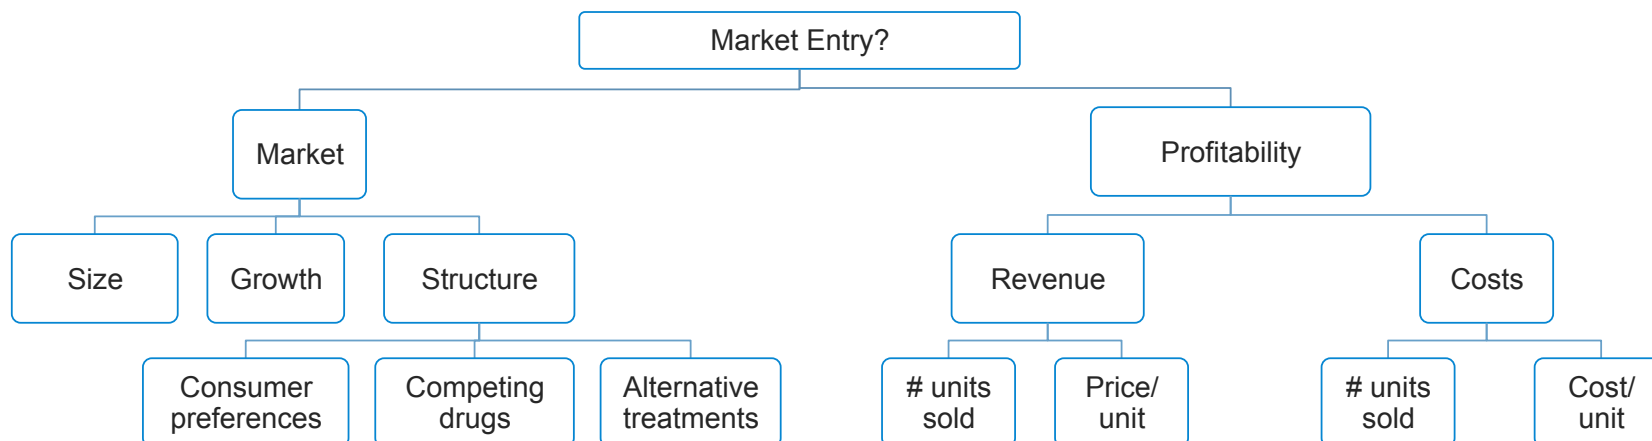 Market Entry?
Market
Profitability
Size
Growth
Structure
Revenue
Costs
Consumer
preferences
Competing
drugs
Alternative
treatments
# units
sold
Price/
unit
# units
sold
Cost/
unit